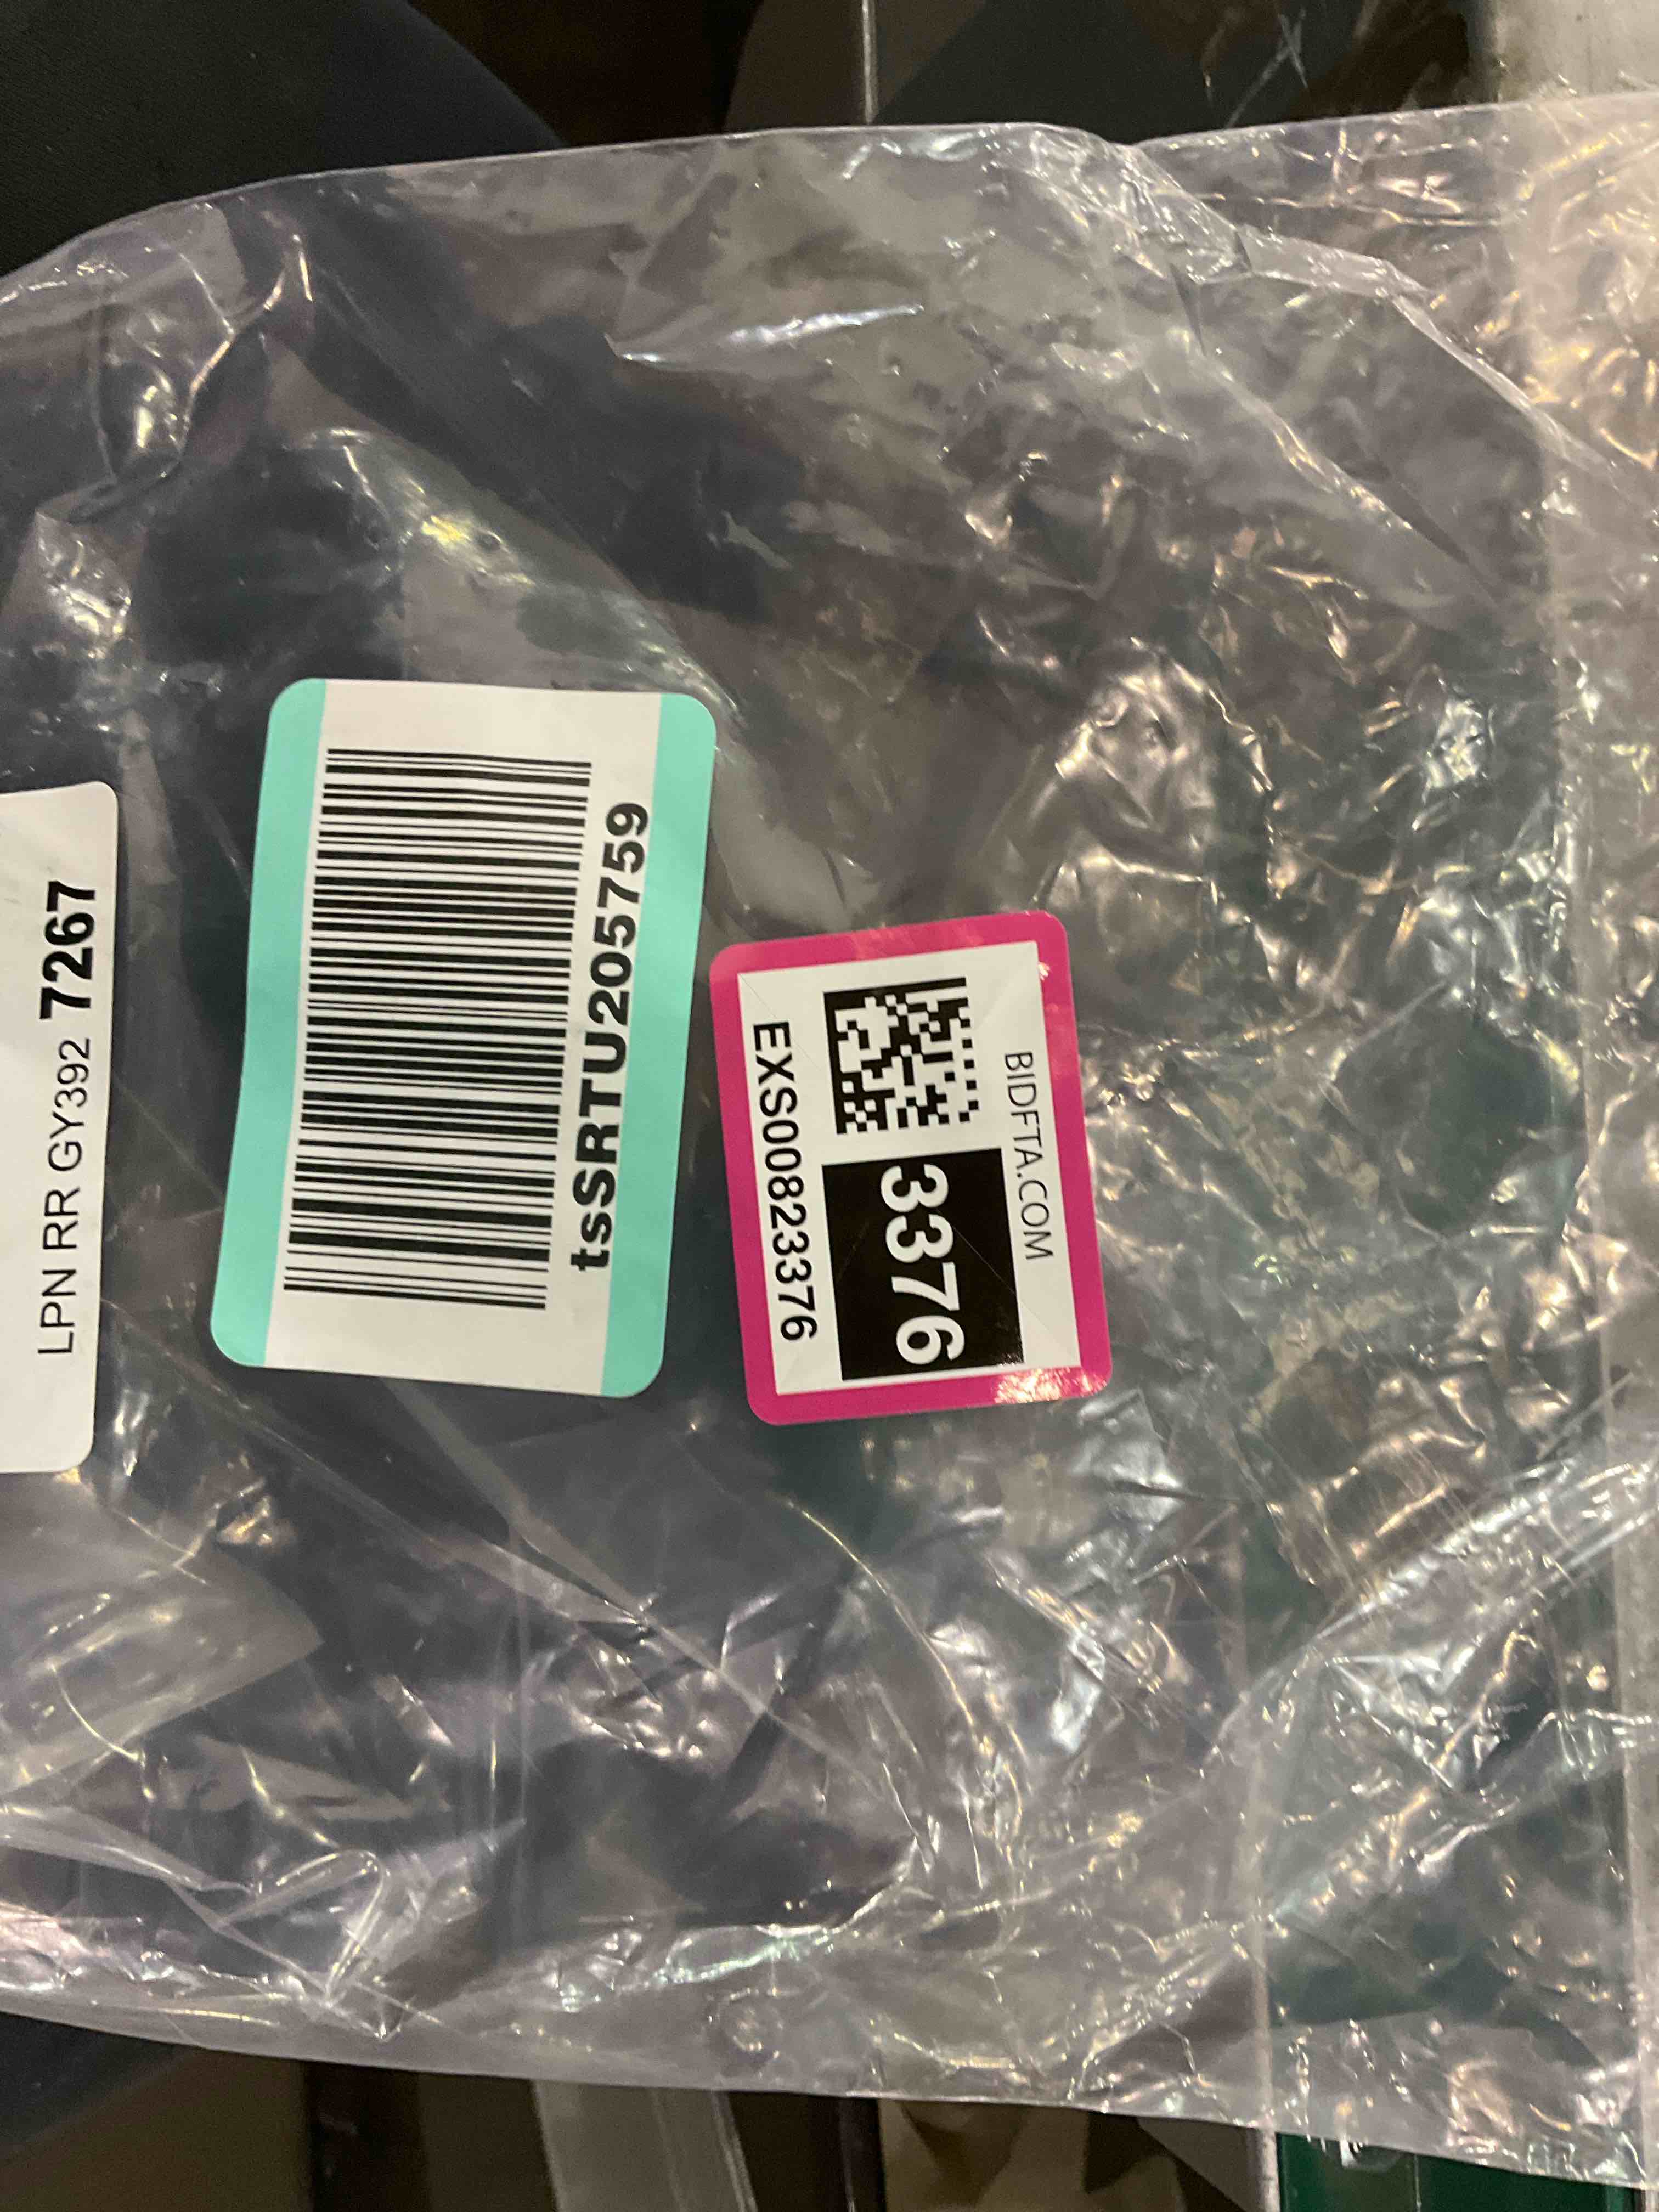 LPN RR GY392 7267
tsSRTU205759
BIDFTA.COM
3376
EXS00823376